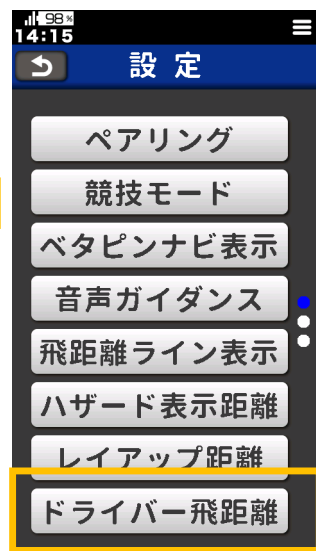 98%
14:15
設定
ペアリング
競技モード
ベタピンナビ表示
音声ガイダンス
飛距離ライン表示
ハザード表示距離
レイアップ距離
ドライバー飛距離